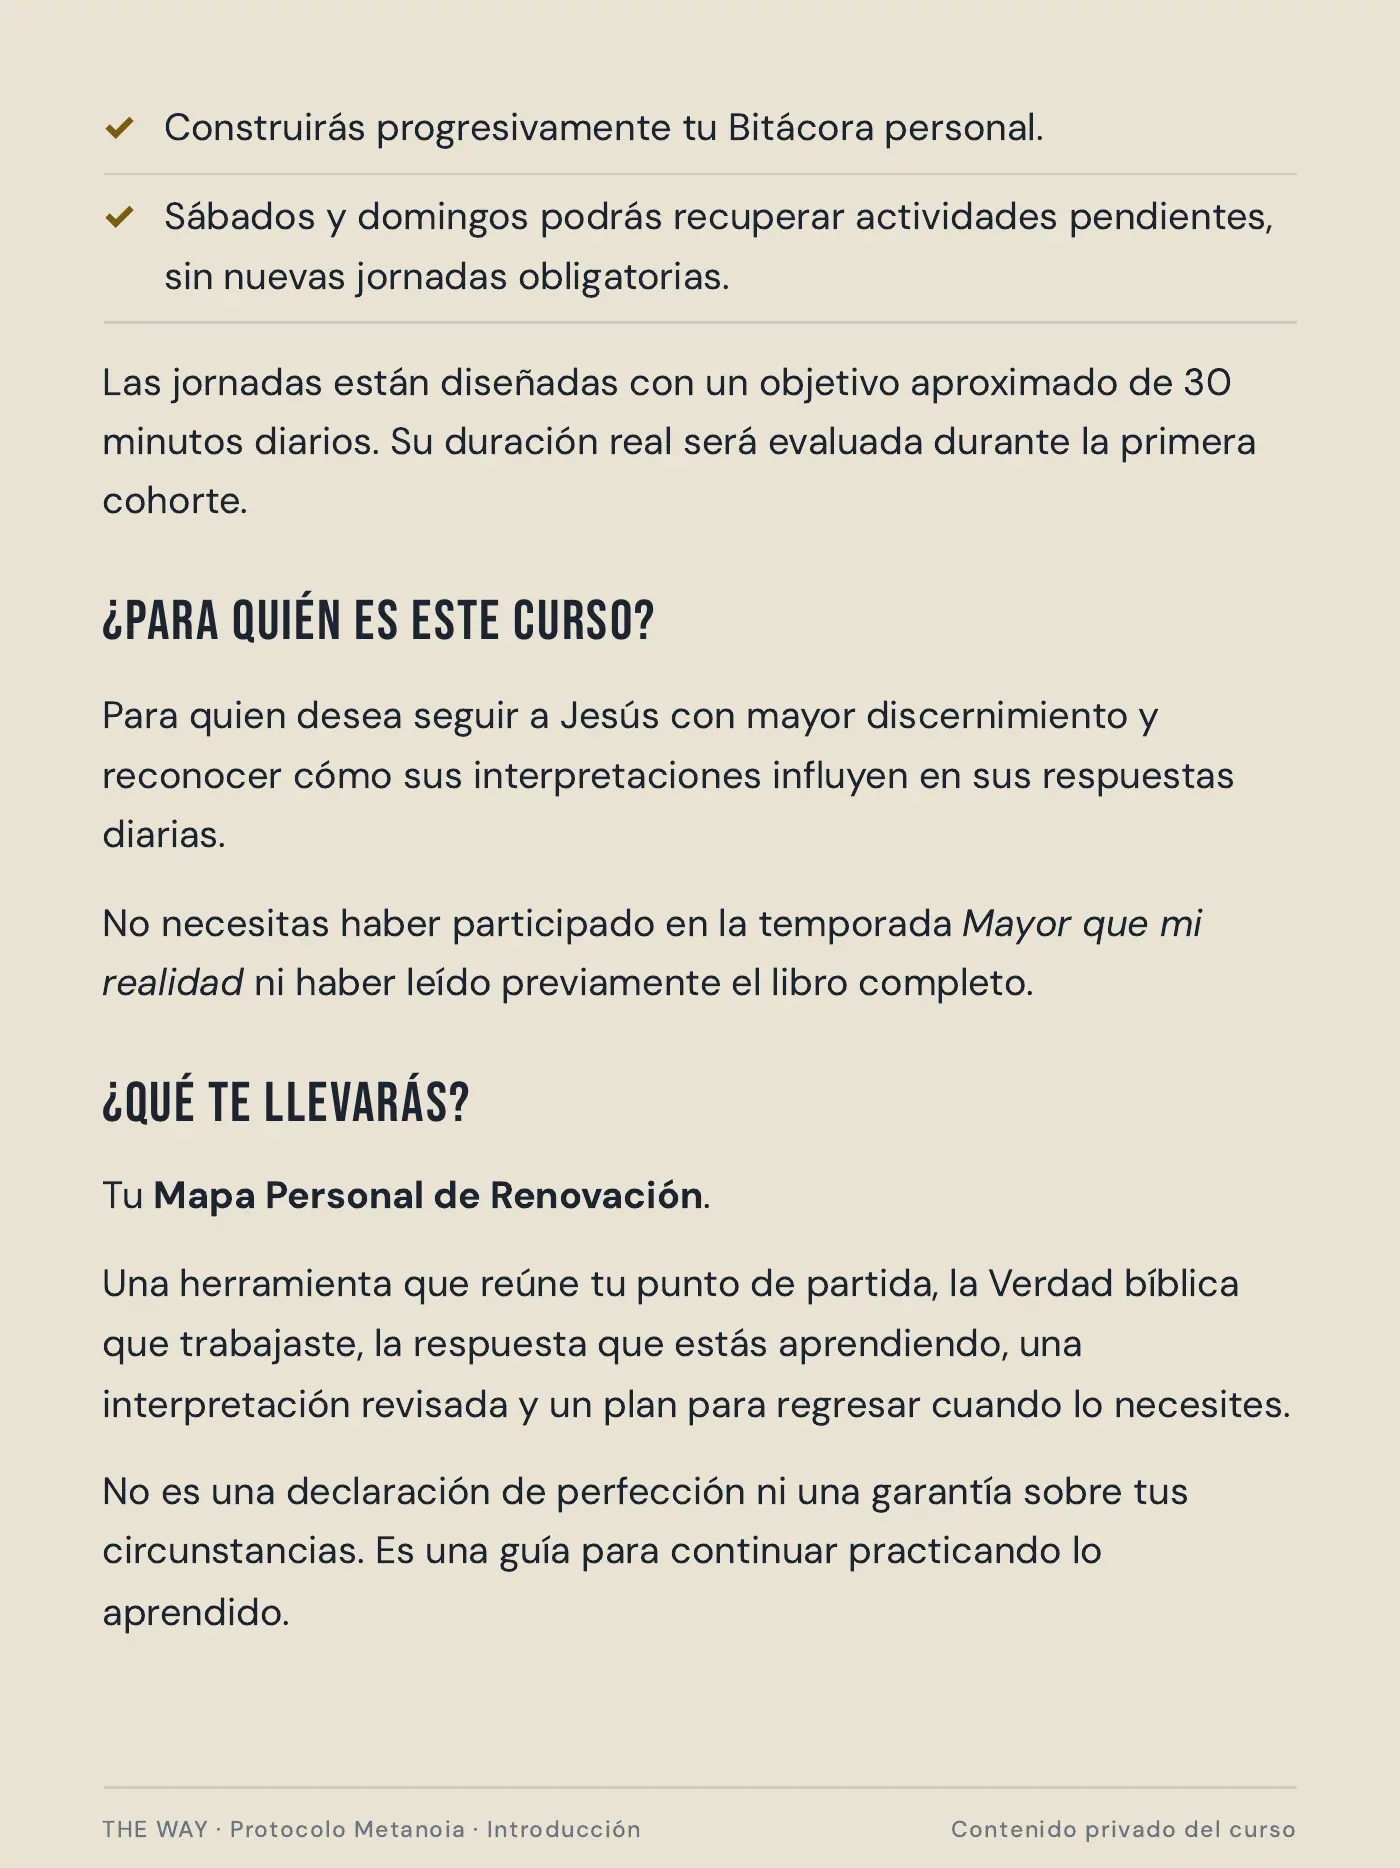 ✓ Construirás progresivamente tu Bitácora personal.
✓ Sábados y domingos podrás recuperar actividades pendientes,
sin nuevas jornadas obligatorias.
Las jornadas están diseñadas con un objetivo aproximado de 30
minutos diarios. Su duración real será evaluada durante la primera
cohorte.
¿PARA QUIÉN ES ESTE CURSO?
Para quien desea seguir a Jesús con mayor discernimiento y
reconocer cómo sus interpretaciones influyen en sus respuestas
diarias.
No necesitas haber participado en la temporada Mayor que mi
realidad ni haber leído previamente el libro completo.
¿QUÉ TE LLEVARÁS?
Tu Mapa Personal de Renovación.
Una herramienta que reúne tu punto de partida, la Verdad bíblica
que trabajaste, la respuesta que estás aprendiendo, una
interpretación revisada y un plan para regresar cuando lo necesites.
No es una declaración de perfección ni una garantía sobre tus
circunstancias. Es una guía para continuar practicando lo
aprendido.
THE WAY · Protocolo Metanoia · Introducción
Contenido privado del curso